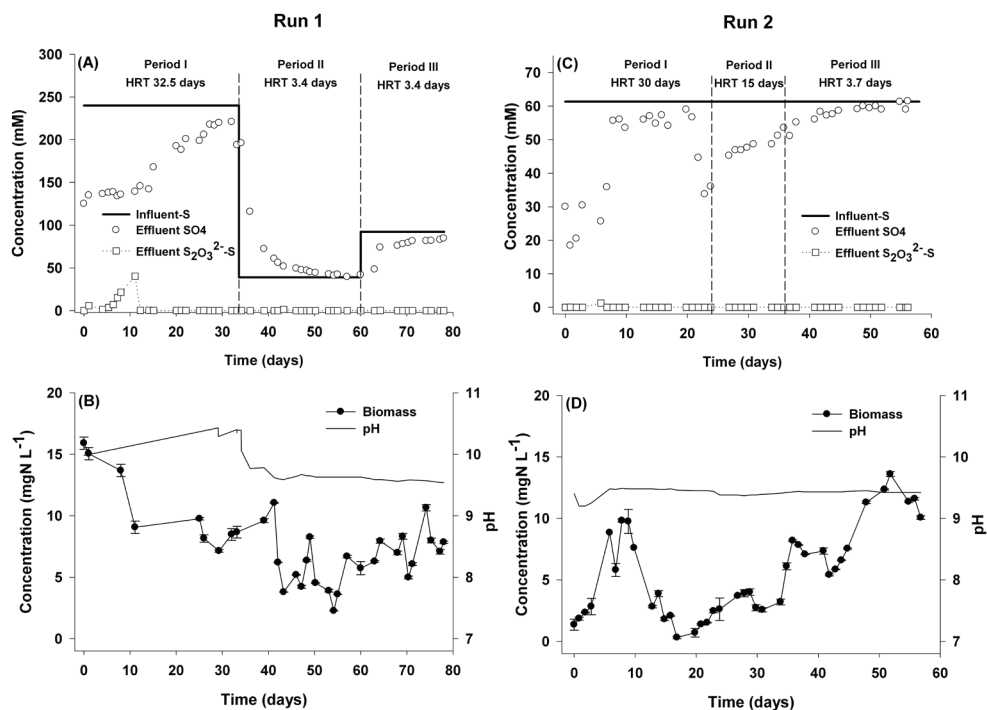 Run 1
Run 2
(A)
Period I
HRT 32.5 days
Period II
HRT 3.4 days
Period III
HRT 3.4 days
300
250
200
150
100
50
0
Concentration (mM)
Influent-S
Effluent SO4
Effluent S₂O₃²⁻-S
0 10 20 30 40 50 60 70 80
Time (days)
(C)
Period I
HRT 30 days
Period II
HRT 15 days
Period III
HRT 3.7 days
70
60
50
40
30
20
10
0
Concentration (mM)
Influent-S
Effluent SO4
Effluent S₂O₃²⁻-S
0 10 20 30 40 50 60
Time (days)
(B)
20
15
10
5
0
Concentration (mgN L⁻¹)
Biomass
pH
11
10
9
8
7
pH
0 10 20 30 40 50 60 70 80
Time (days)
(D)
20
15
10
5
0
Concentration (mgN L⁻¹)
Biomass
pH
11
10
9
8
7
pH
0 10 20 30 40 50 60
Time (days)